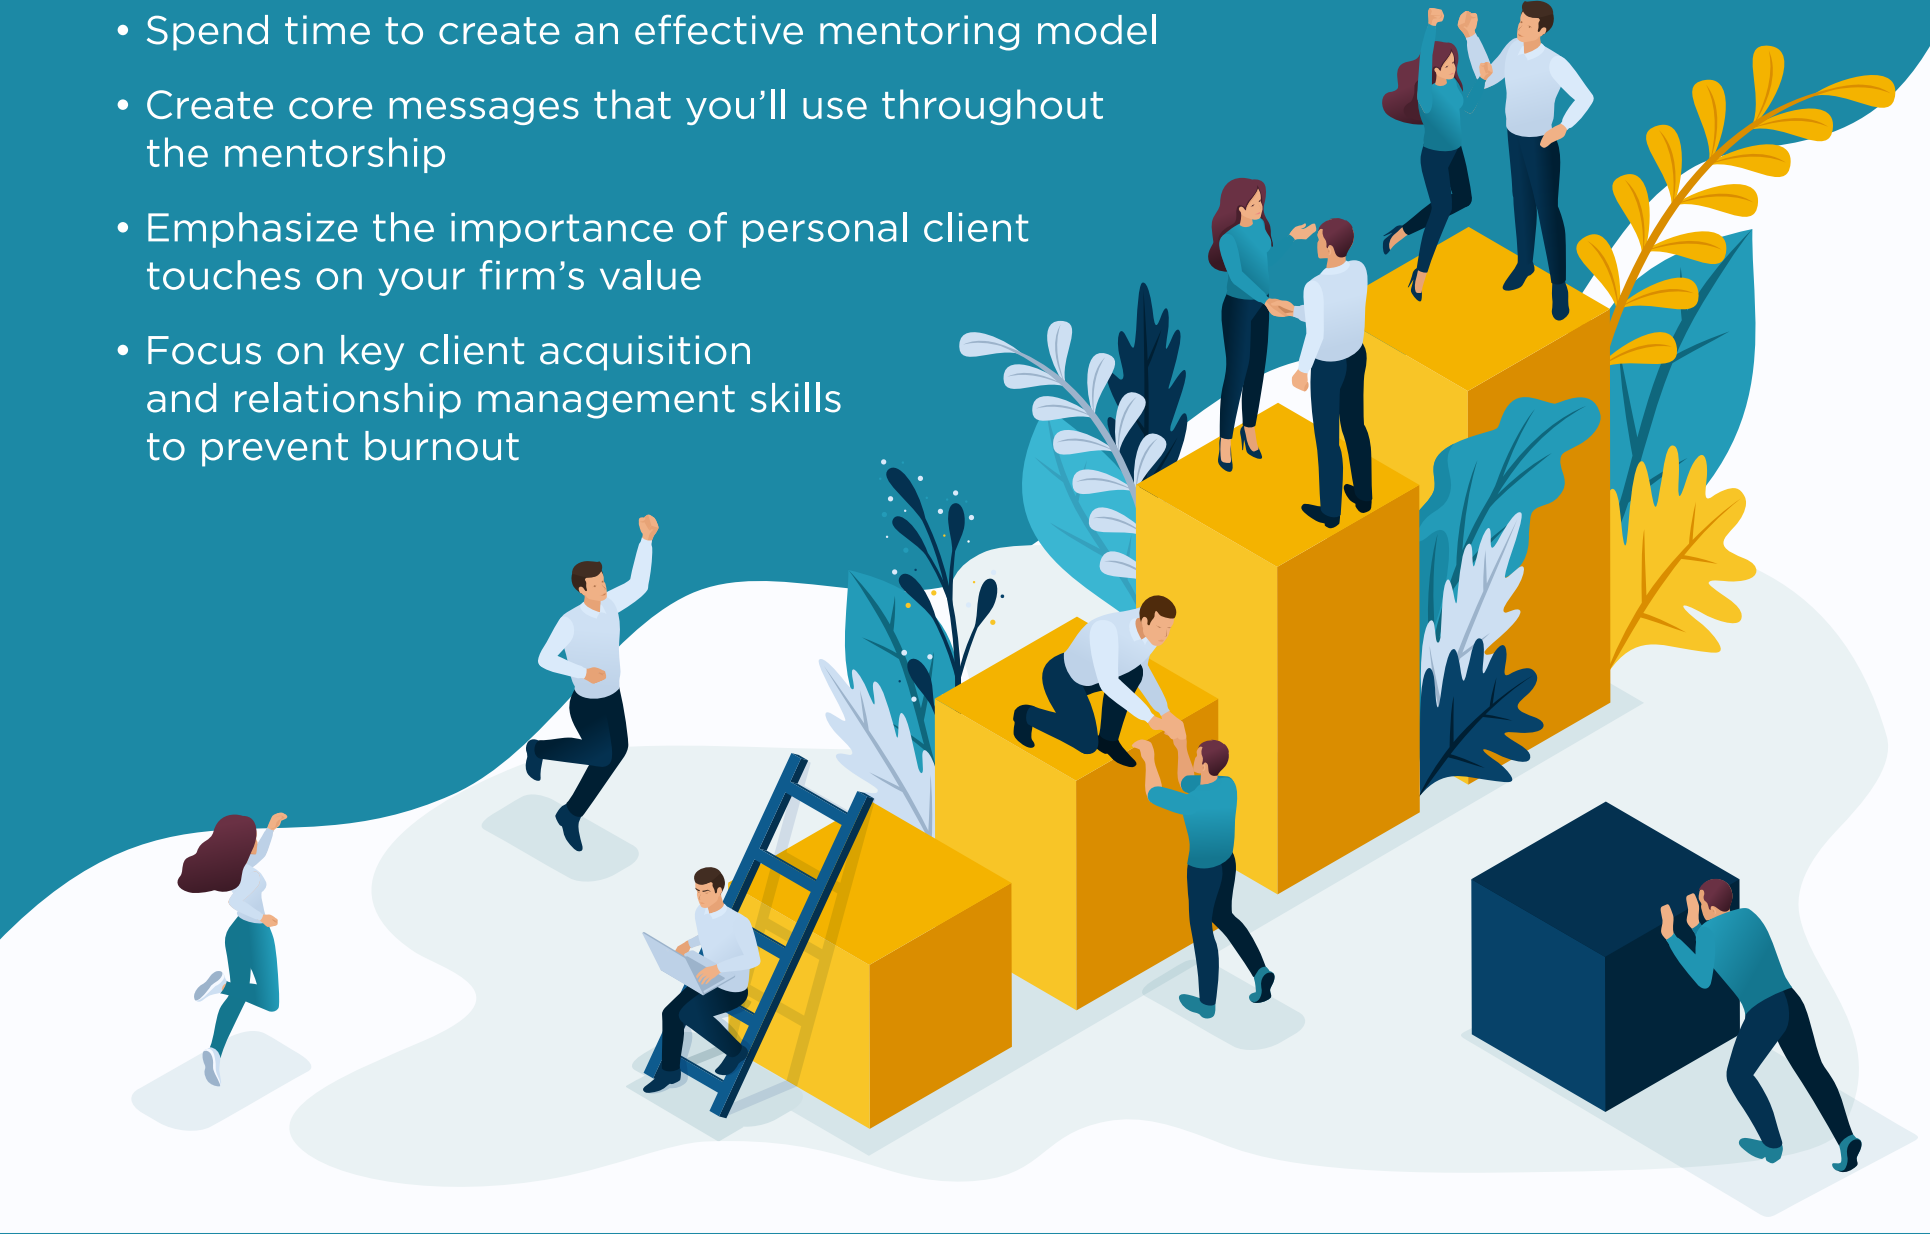 • Spend time to create an effective mentoring model
• Create core messages that you’ll use throughout
the mentorship
• Emphasize the importance of personal client
touches on your firm’s value
• Focus on key client acquisition
and relationship management skills
to prevent burnout